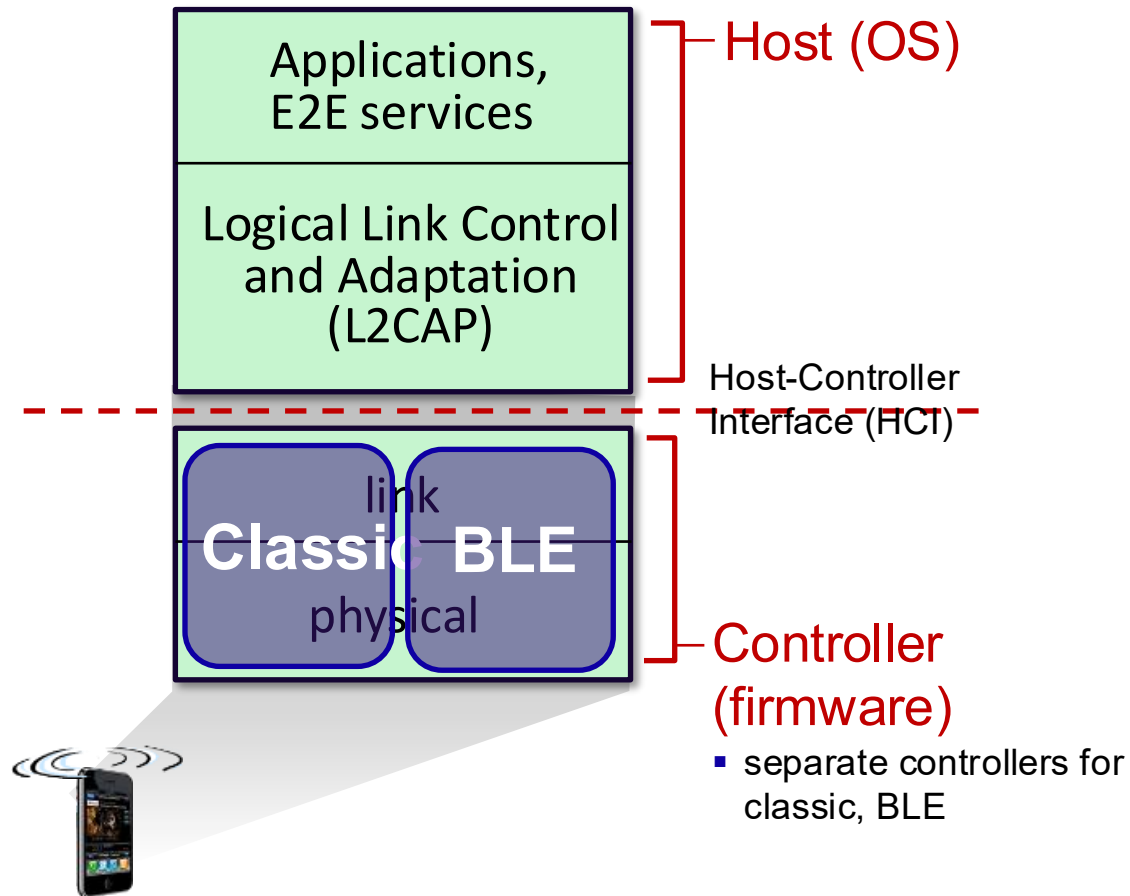 Applications,
E2E services
Host (OS)
Logical Link Control
and Adaptation
(L2CAP)
Host-Controller
Interface (HCI)
link
Classic
BLE
physical
Controller
(firmware)
▪ separate controllers for
classic, BLE